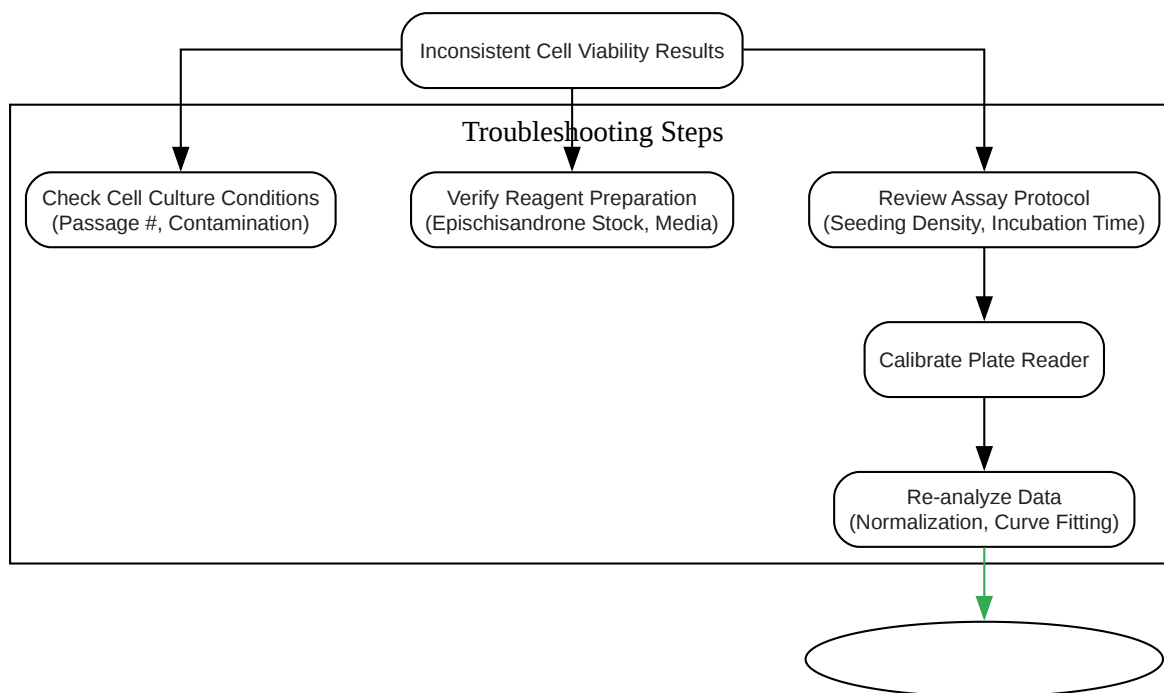 Inconsistent Cell Viability Results
Troubleshooting Steps
Check Cell Culture Conditions
(Passage #, Contamination)
Verify Reagent Preparation
(Epischisandrone Stock, Media)
Review Assay Protocol
(Seeding Density, Incubation Time)
Calibrate Plate Reader
Re-analyze Data
(Normalization, Curve Fitting)